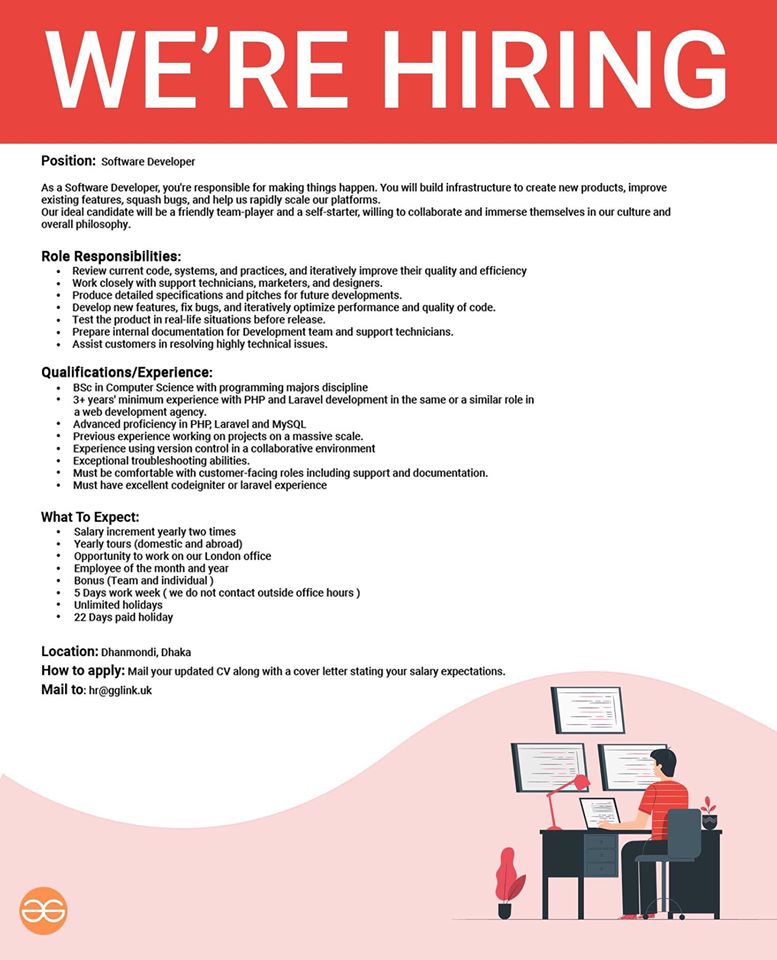 WE'RE HIRING
Position: Software Developer
As a Software Developer, you're responsible for making things happen. You will build infrastructure to create new products, improve
existing features, squash bugs, and help us rapidly scale our platforms.
Our ideal candidate will be a friendly team-player and a self-starter, willing to collaborate and immerse themselves in our culture and
overall philosophy.
Role Responsibilities:
• Review current code, systems, and practices, and iteratively improve their quality and efficiency
• Work closely with support technicians, marketers, and designers.
• Produce detailed specifications and pitches for future developments.
• Develop new features, fix bugs, and iteratively optimize performance and quality of code.
• Test the product in real-life situations before release.
• Prepare internal documentation for Development team and support technicians.
• Assist customers in resolving highly technical issues.
Qualifications/Experience:
• BSc in Computer Science with programming majors discipline
• 3+ years' minimum experience with PHP and Laravel development in the same or a similar role in
a web development agency.
• Advanced proficiency in PHP, Laravel and MySQL
• Previous experience working on projects on a massive scale.
• Experience using version control in a collaborative environment
• Exceptional troubleshooting abilities.
• Must be comfortable with customer-facing roles including support and documentation.
• Must have excellent codeigniter or laravel experience
What To Expect:
• Salary increment yearly two times
• Yearly tours (domestic and abroad)
• Opportunity to work on our London office
• Employee of the month and year
• Bonus (Team and individual )
• 5 Days work week ( we do not contact outside office hours )
• Unlimited holidays
• 22 Days paid holiday
Location: Dhanmondi, Dhaka
How to apply: Mail your updated CV along with a cover letter stating your salary expectations.
Mail to: hr@gglink.uk